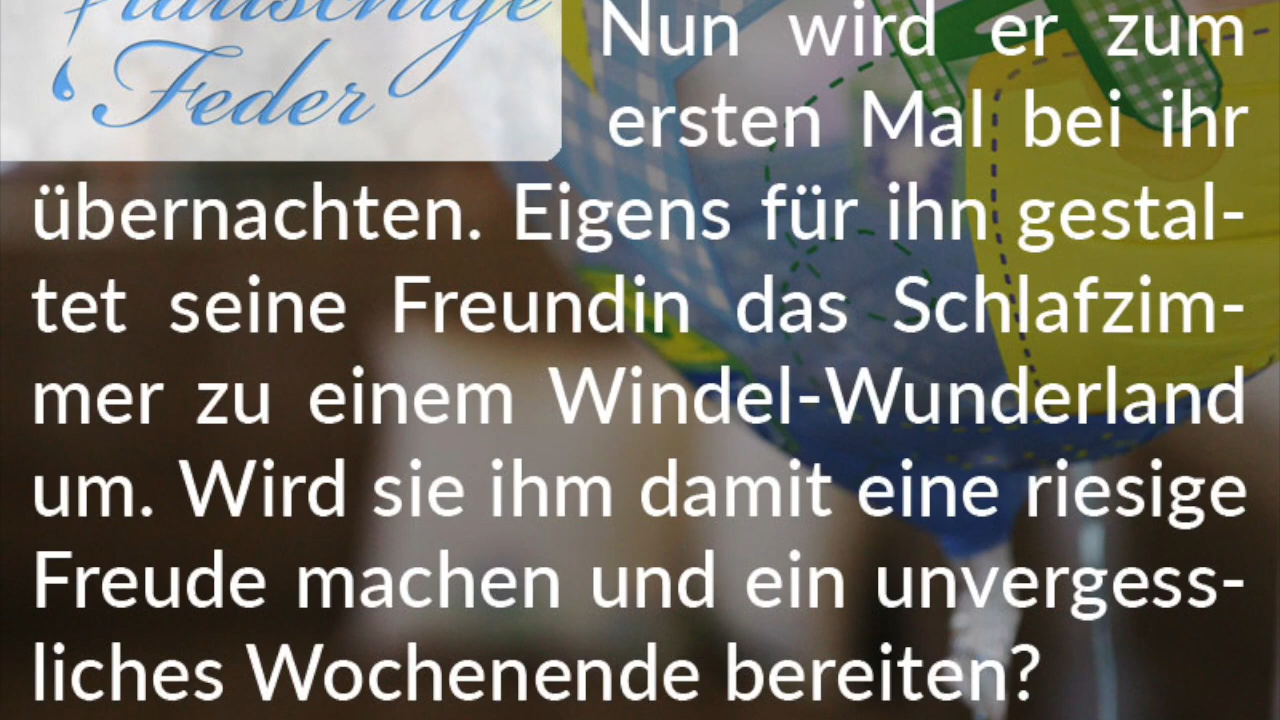 Feder
Nun wird er zum
ersten Mal bei ihr
übernachten. Eigens für ihn gestal-
tet seine Freundin das Schlafzim-
mer zu einem Windel-Wunderland
um. Wird sie ihm damit eine riesige
Freude machen und ein unvergess-
liches Wochenende bereiten?